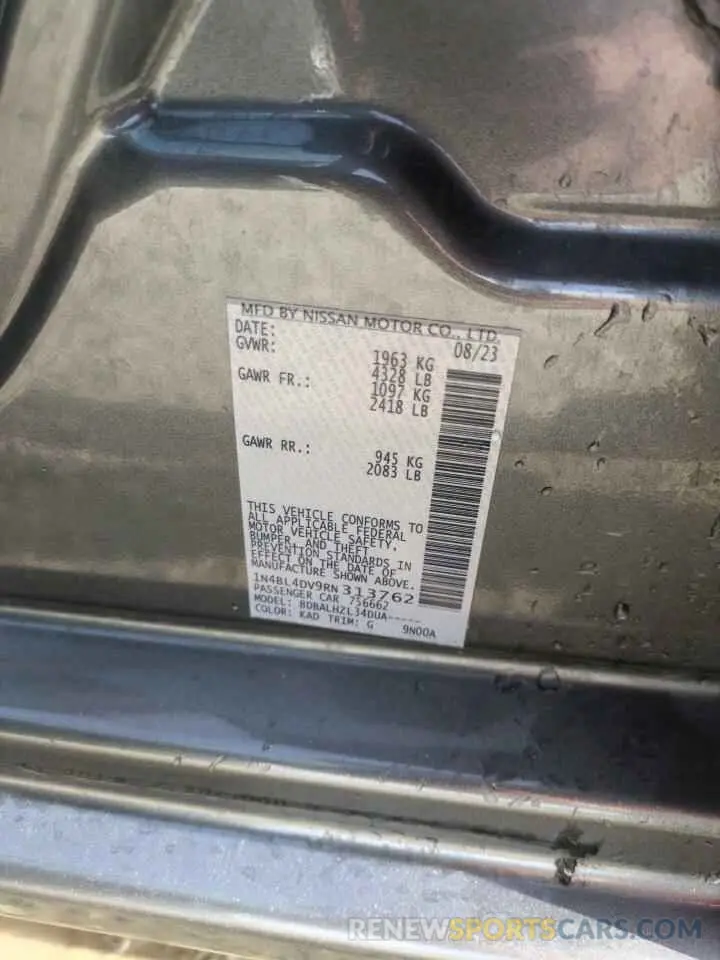 MFD BY NISSAN MOTOR CO., LTD.
DATE: 08/23
GVWR: 1963 KG
4328 LB
GAWR FR.: 1097 KG
2418 LB
GAWR RR.: 945 KG
2083 LB
THIS VEHICLE CONFORMS TO
ALL APPLICABLE FEDERAL
MOTOR VEHICLE SAFETY,
BUMPER, AND THEFT
PREVENTION STANDARDS IN
EFFECT ON THE DATE OF
MANUFACTURE SHOWN ABOVE.
1N4BL4DV9RN313762
PASSENGER CAR 756662
MODEL: BDBALHZL34DUA-----
COLOR: KAD TRIM: G 9N00A
RENEWSPORTSCARS.COM